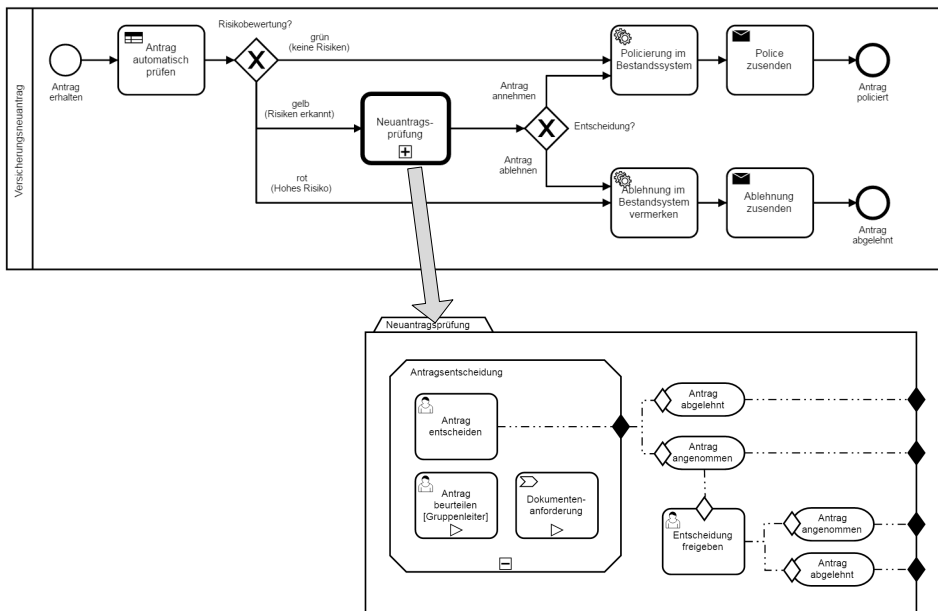 Versicherungsneuantrag
Antrag
erhalten
Antrag
automatisch
prüfen
Risikobewertung?
grün
(keine Risiken)
gelb
(Risiken erkannt)
rot
(Hohes Risiko)
Neuantrags-
prüfung
Antrag
annehmen
Entscheidung?
Antrag
ablehnen
Policierung im
Bestandssystem
Police
zusenden
Antrag
policiert
Ablehnung im
Bestandsystem
vermerken
Ablehnung
zusenden
Antrag
abgelehnt
Neuantragsprüfung
Antragsentscheidung
Antrag
entscheiden
Antrag
beurteilen
[Gruppenleiter]
Dokumenten-
anforderung
Antrag
abgelehnt
Antrag
angenommen
Entscheidung
freigeben
Antrag
angenommen
Antrag
abgelehnt